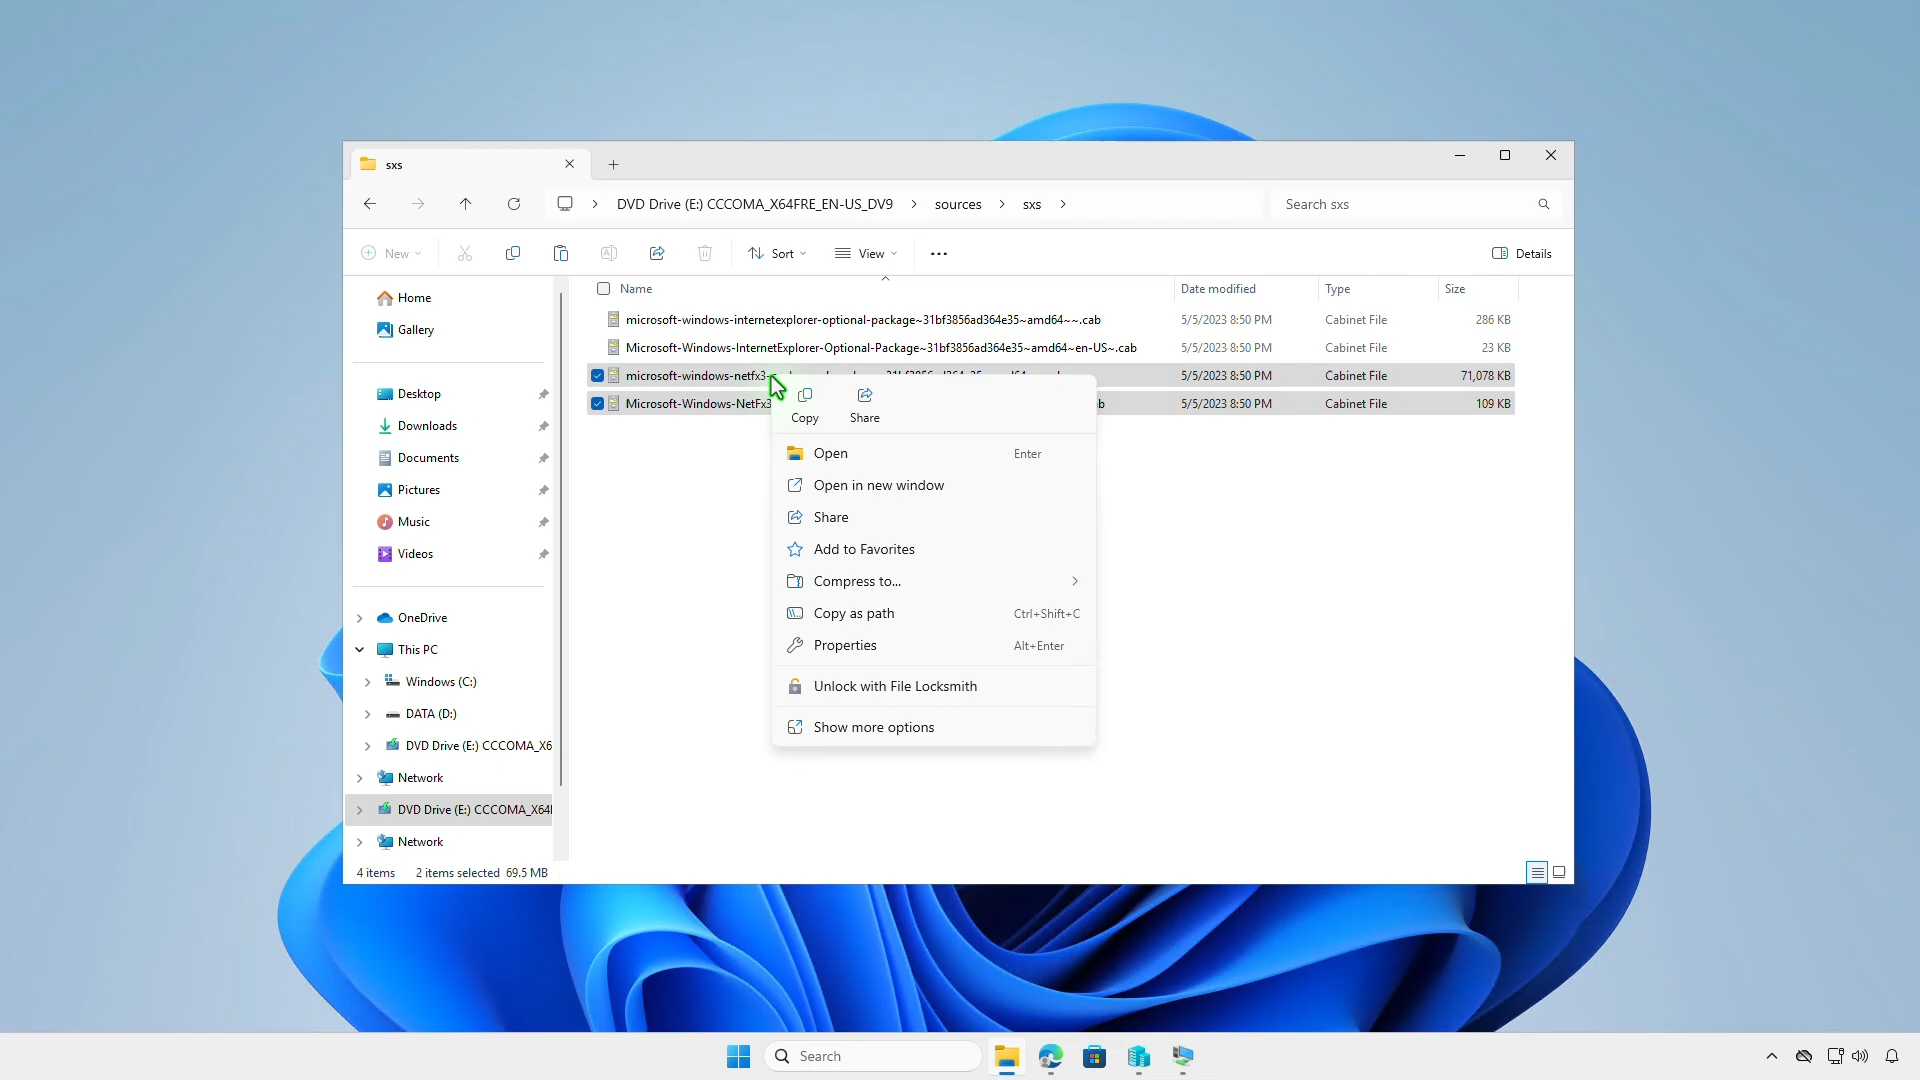 sxs
DVD Drive (E:) CCCOMA_X64FRE_EN-US_DV9
sources
sxs
Search sxs
New
Sort
View
Details
Name
Date modified
Type
Size
microsoft-windows-internetexplorer-optional-package~31bf3856ad364e35~amd64~~.cab
5/5/2023 8:50 PM
Cabinet File
286 KB
Microsoft-Windows-InternetExplorer-Optional-Package~31bf3856ad364e35~amd64~en-US~.cab
5/5/2023 8:50 PM
Cabinet File
23 KB
microsoft-windows-netfx3-
5/5/2023 8:50 PM
Cabinet File
71,078 KB
Microsoft-Windows-NetFx3
b
5/5/2023 8:50 PM
Cabinet File
109 KB
Home
Gallery
Desktop
Downloads
Documents
Pictures
Music
Videos
OneDrive
This PC
Windows (C:)
DATA (D:)
DVD Drive (E:) CCCOMA_X6
Network
DVD Drive (E:) CCCOMA_X64
Network
Copy
Share
Open
Enter
Open in new window
Share
Add to Favorites
Compress to...
Copy as path
Ctrl+Shift+C
Properties
Alt+Enter
Unlock with File Locksmith
Show more options
4 items
2 items selected 69.5 MB
Search